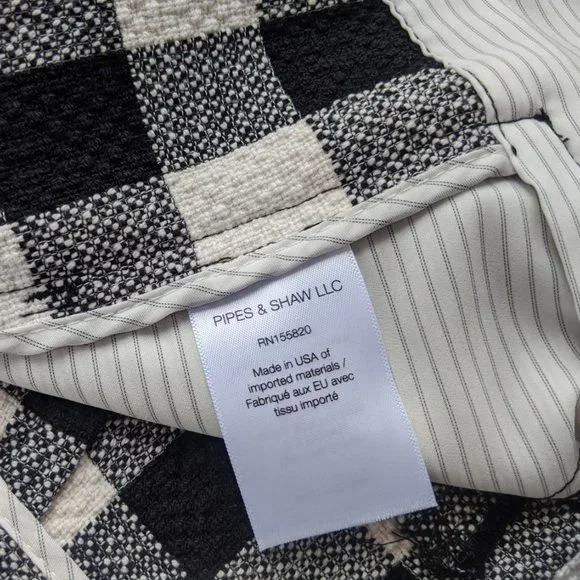 PIPES & SHAW LLC
RN155820
Made in USA of
imported materials /
Fabriqué aux EU avec
tissu importé